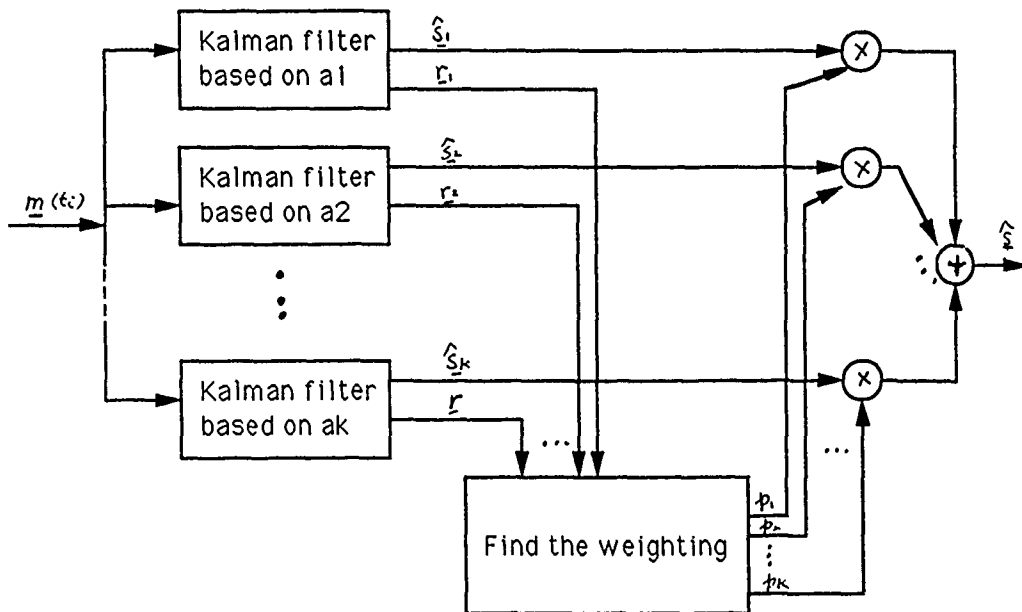 Kalman filter
based on a1
ŝ₁
r₁
Kalman filter
based on a2
ŝ₂
r₂
m (tᵢ)
ŝ
Kalman filter
based on ak
ŝₖ
r
Find the weighting
p₁
p₂
pₖ